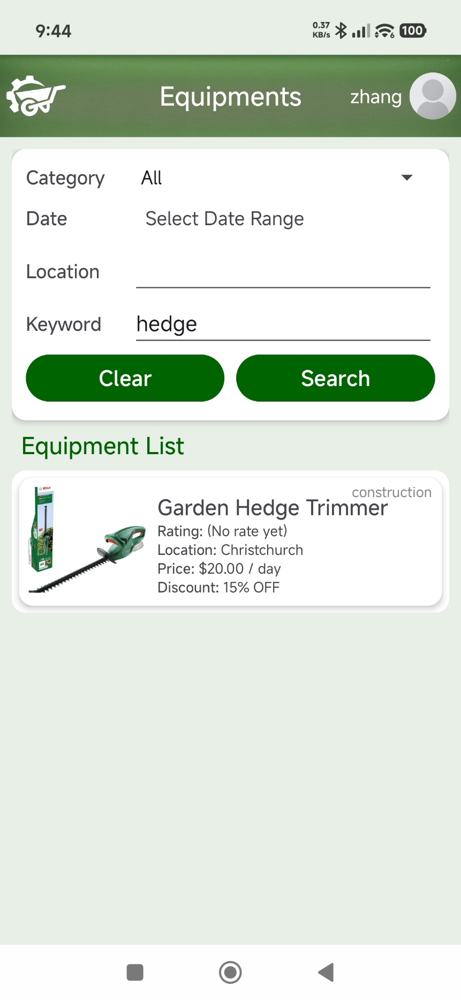 9:44
0.37
KB/s
6
100
Equipments
zhang
Category All
Date Select Date Range
Location
Keyword hedge
Clear Search
Equipment List
BOSCH
construction
Garden Hedge Trimmer
Rating: (No rate yet)
Location: Christchurch
Price: $20.00 / day
Discount: 15% OFF